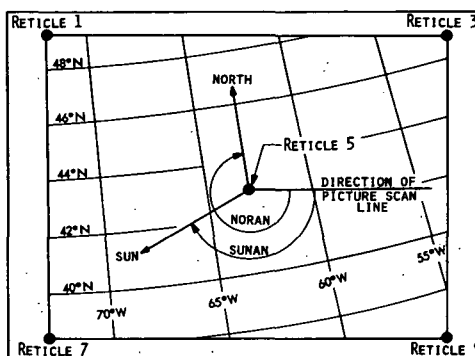 RETICLE 1
RETICLE 3
48°N
NORTH
46°N
RETICLE 5
44°N
DIRECTION OF
PICTURE SCAN
LINE
NORAN
42°N
SUN
SUNAN
40°N
70°W
65°W
60°W
55°W
RETICLE 7
RETICLE